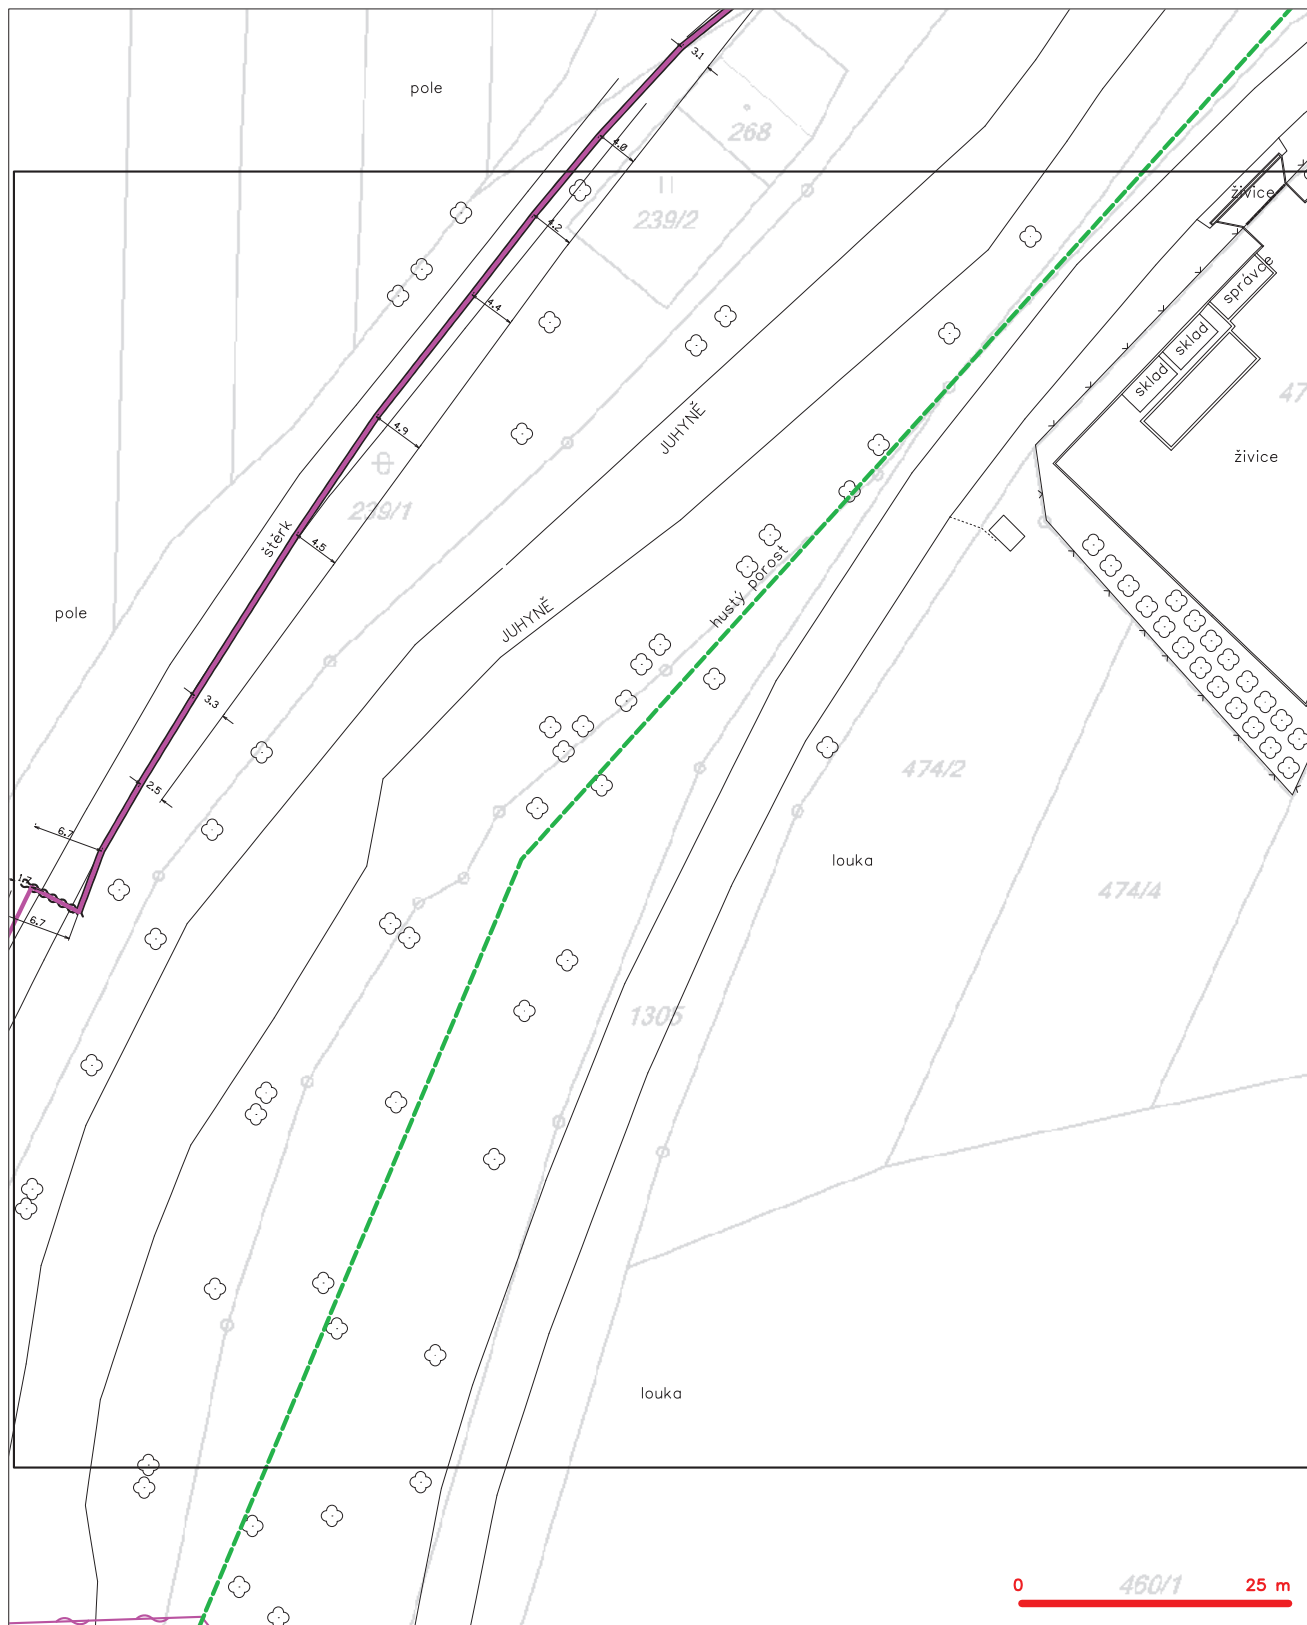 pole
3.1
268
4.0
živice
239/2
4.2
správce
4.4
sklad
sklad
47
JUHYNĚ
4.9
živice
239/1
štěrk
4.5
hustý porost
pole
JUHYNĚ
3.3
474/2
2.5
6.7
louka
474/4
6.7
1305
louka
0
460/1
25 m